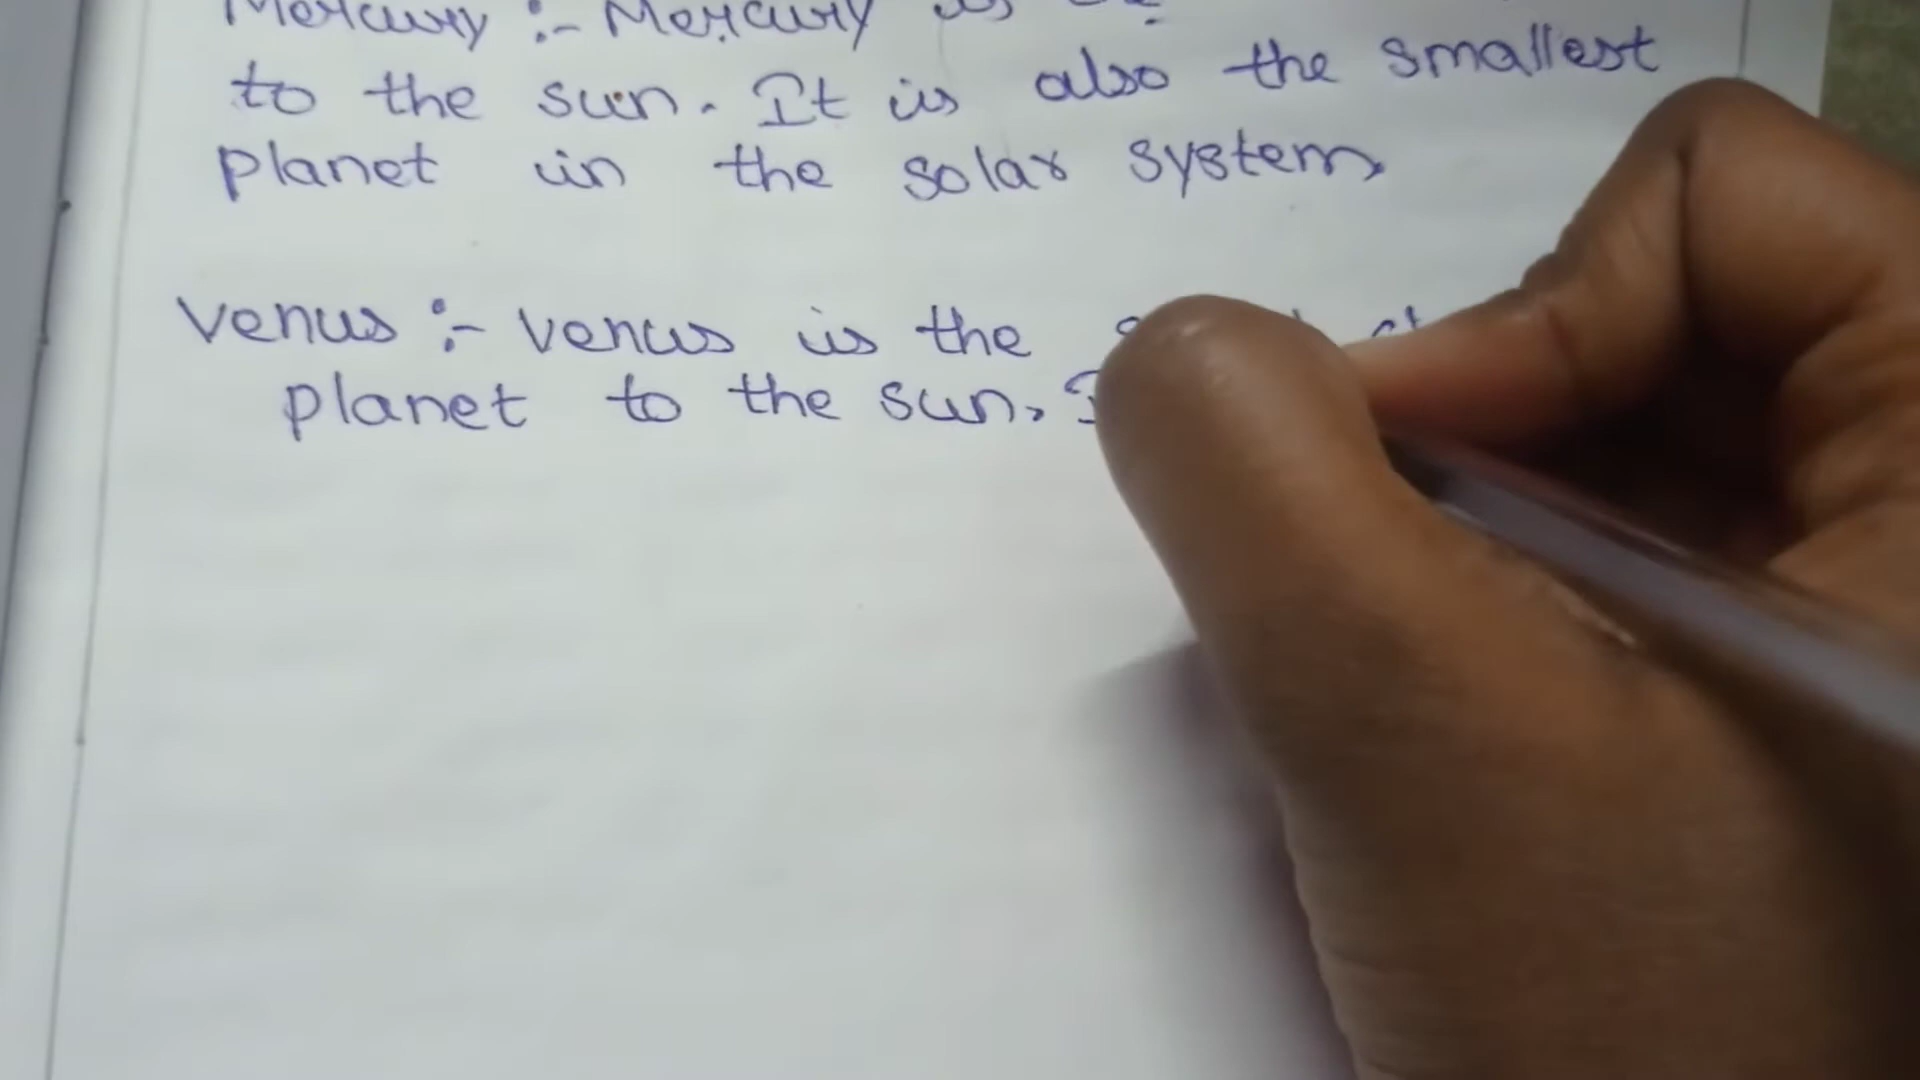 Mercury :- Mercury is
to the sun. It is also the smallest
planet in the solar system,
Venus :- Venus is the
planet to the sun,